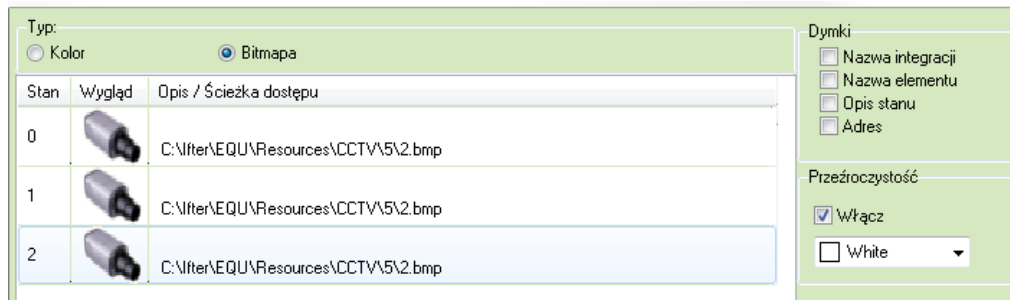 Typ:
Kolor Bitmapa
Stan Wygląd Opis / Ścieżka dostępu
0 C:\Ifter\EQU\Resources\CCTV\5\2.bmp
1 C:\Ifter\EQU\Resources\CCTV\5\2.bmp
2 C:\Ifter\EQU\Resources\CCTV\5\2.bmp
Dymki
Nazwa integracji
Nazwa elementu
Opis stanu
Adres
Przeźroczystość
Włącz
White